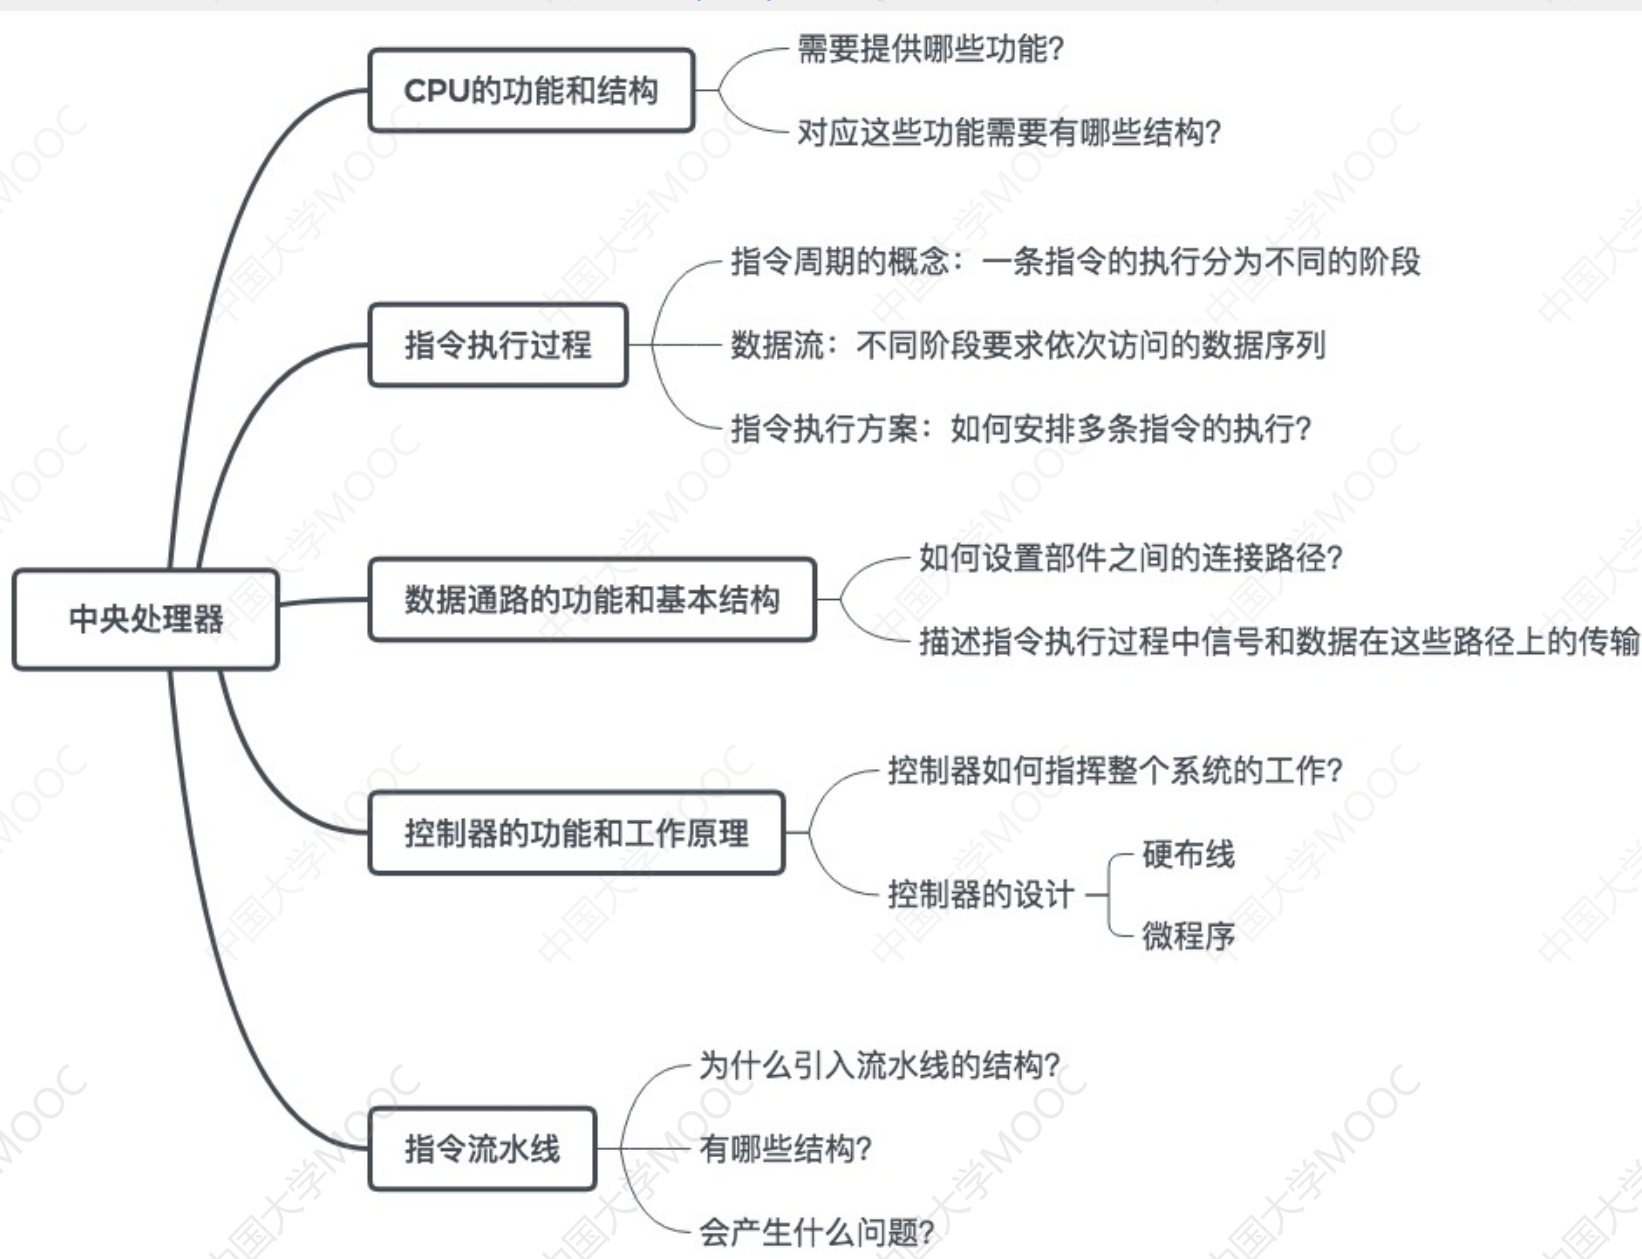 需要提供哪些功能？
CPU的功能和结构
对应这些功能需要有哪些结构？
指令周期的概念：一条指令的执行分为不同的阶段
指令执行过程
数据流：不同阶段要求依次访问的数据序列
指令执行方案：如何安排多条指令的执行？
如何设置部件之间的连接路径？
数据通路的功能和基本结构
中央处理器
描述指令执行过程中信号和数据在这些路径上的传输
控制器如何指挥整个系统的工作？
控制器的功能和工作原理
硬布线
控制器的设计
微程序
为什么引入流水线的结构？
指令流水线
有哪些结构？
会产生什么问题？
中国大学MOOC